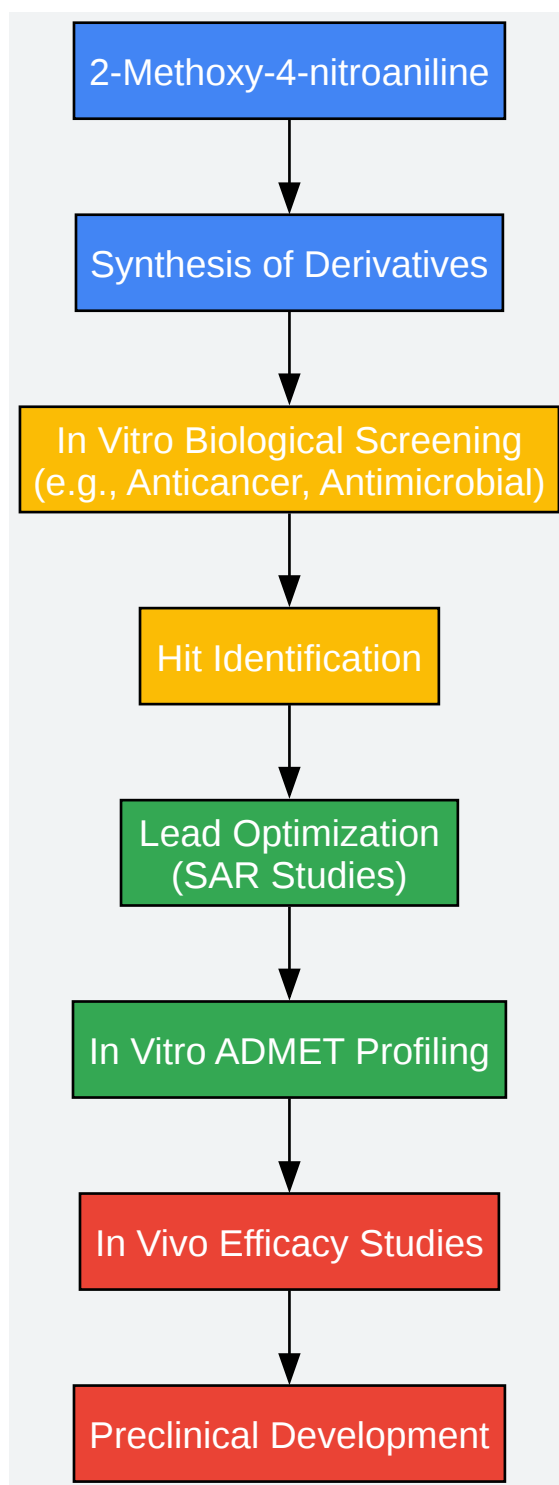 2-Methoxy-4-nitroaniline
Synthesis of Derivatives
In Vitro Biological Screening
(e.g., Anticancer, Antimicrobial)
Hit Identification
Lead Optimization
(SAR Studies)
In Vitro ADMET Profiling
In Vivo Efficacy Studies
Preclinical Development